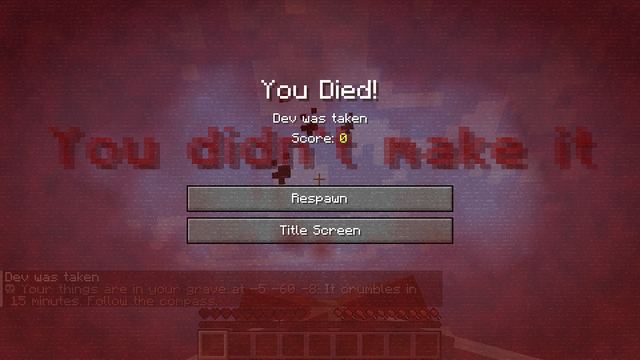 You Died!
Dev was taken
Score: 0
You didn't make it
Respawn
Title Screen
Dev was taken
Your things are in your grave at -5 -60 -8. It crumbles in
15 minutes. Follow the compass.